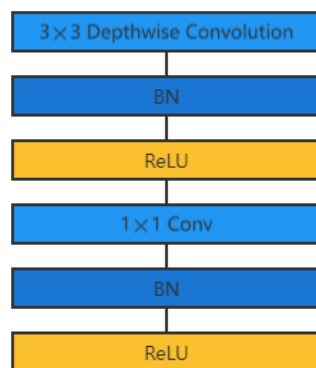 3×3 Depthwise Convolution
BN
ReLU
1×1 Conv
BN
ReLU